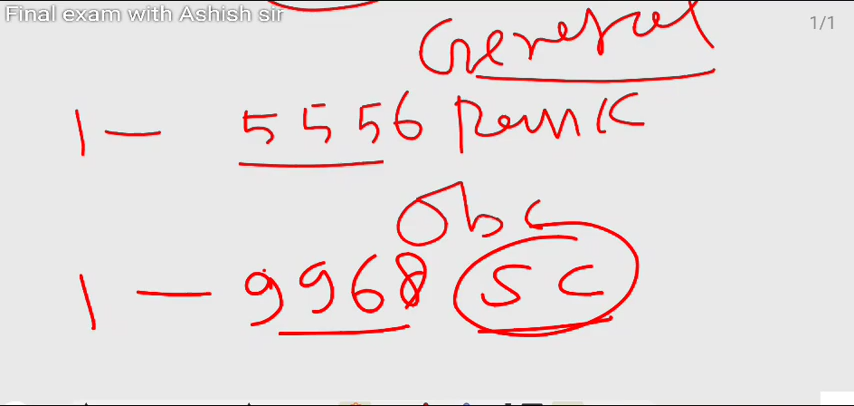 Final exam with Ashish sir
1/1
General
1 - 5556 Rank
Obc
1 - 9968 SC